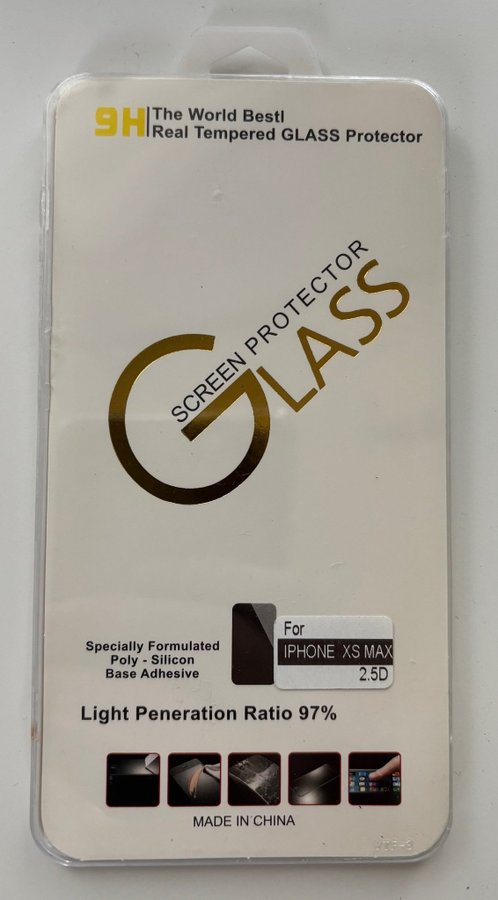 9H
The World Bestl
Real Tempered GLASS Protector
SCREEN PROTECTOR
GLASS
For
IPHONE XS MAX
2.5D
Specially Formulated
Poly - Silicon
Base Adhesive
Light Peneration Ratio 97%
MADE IN CHINA